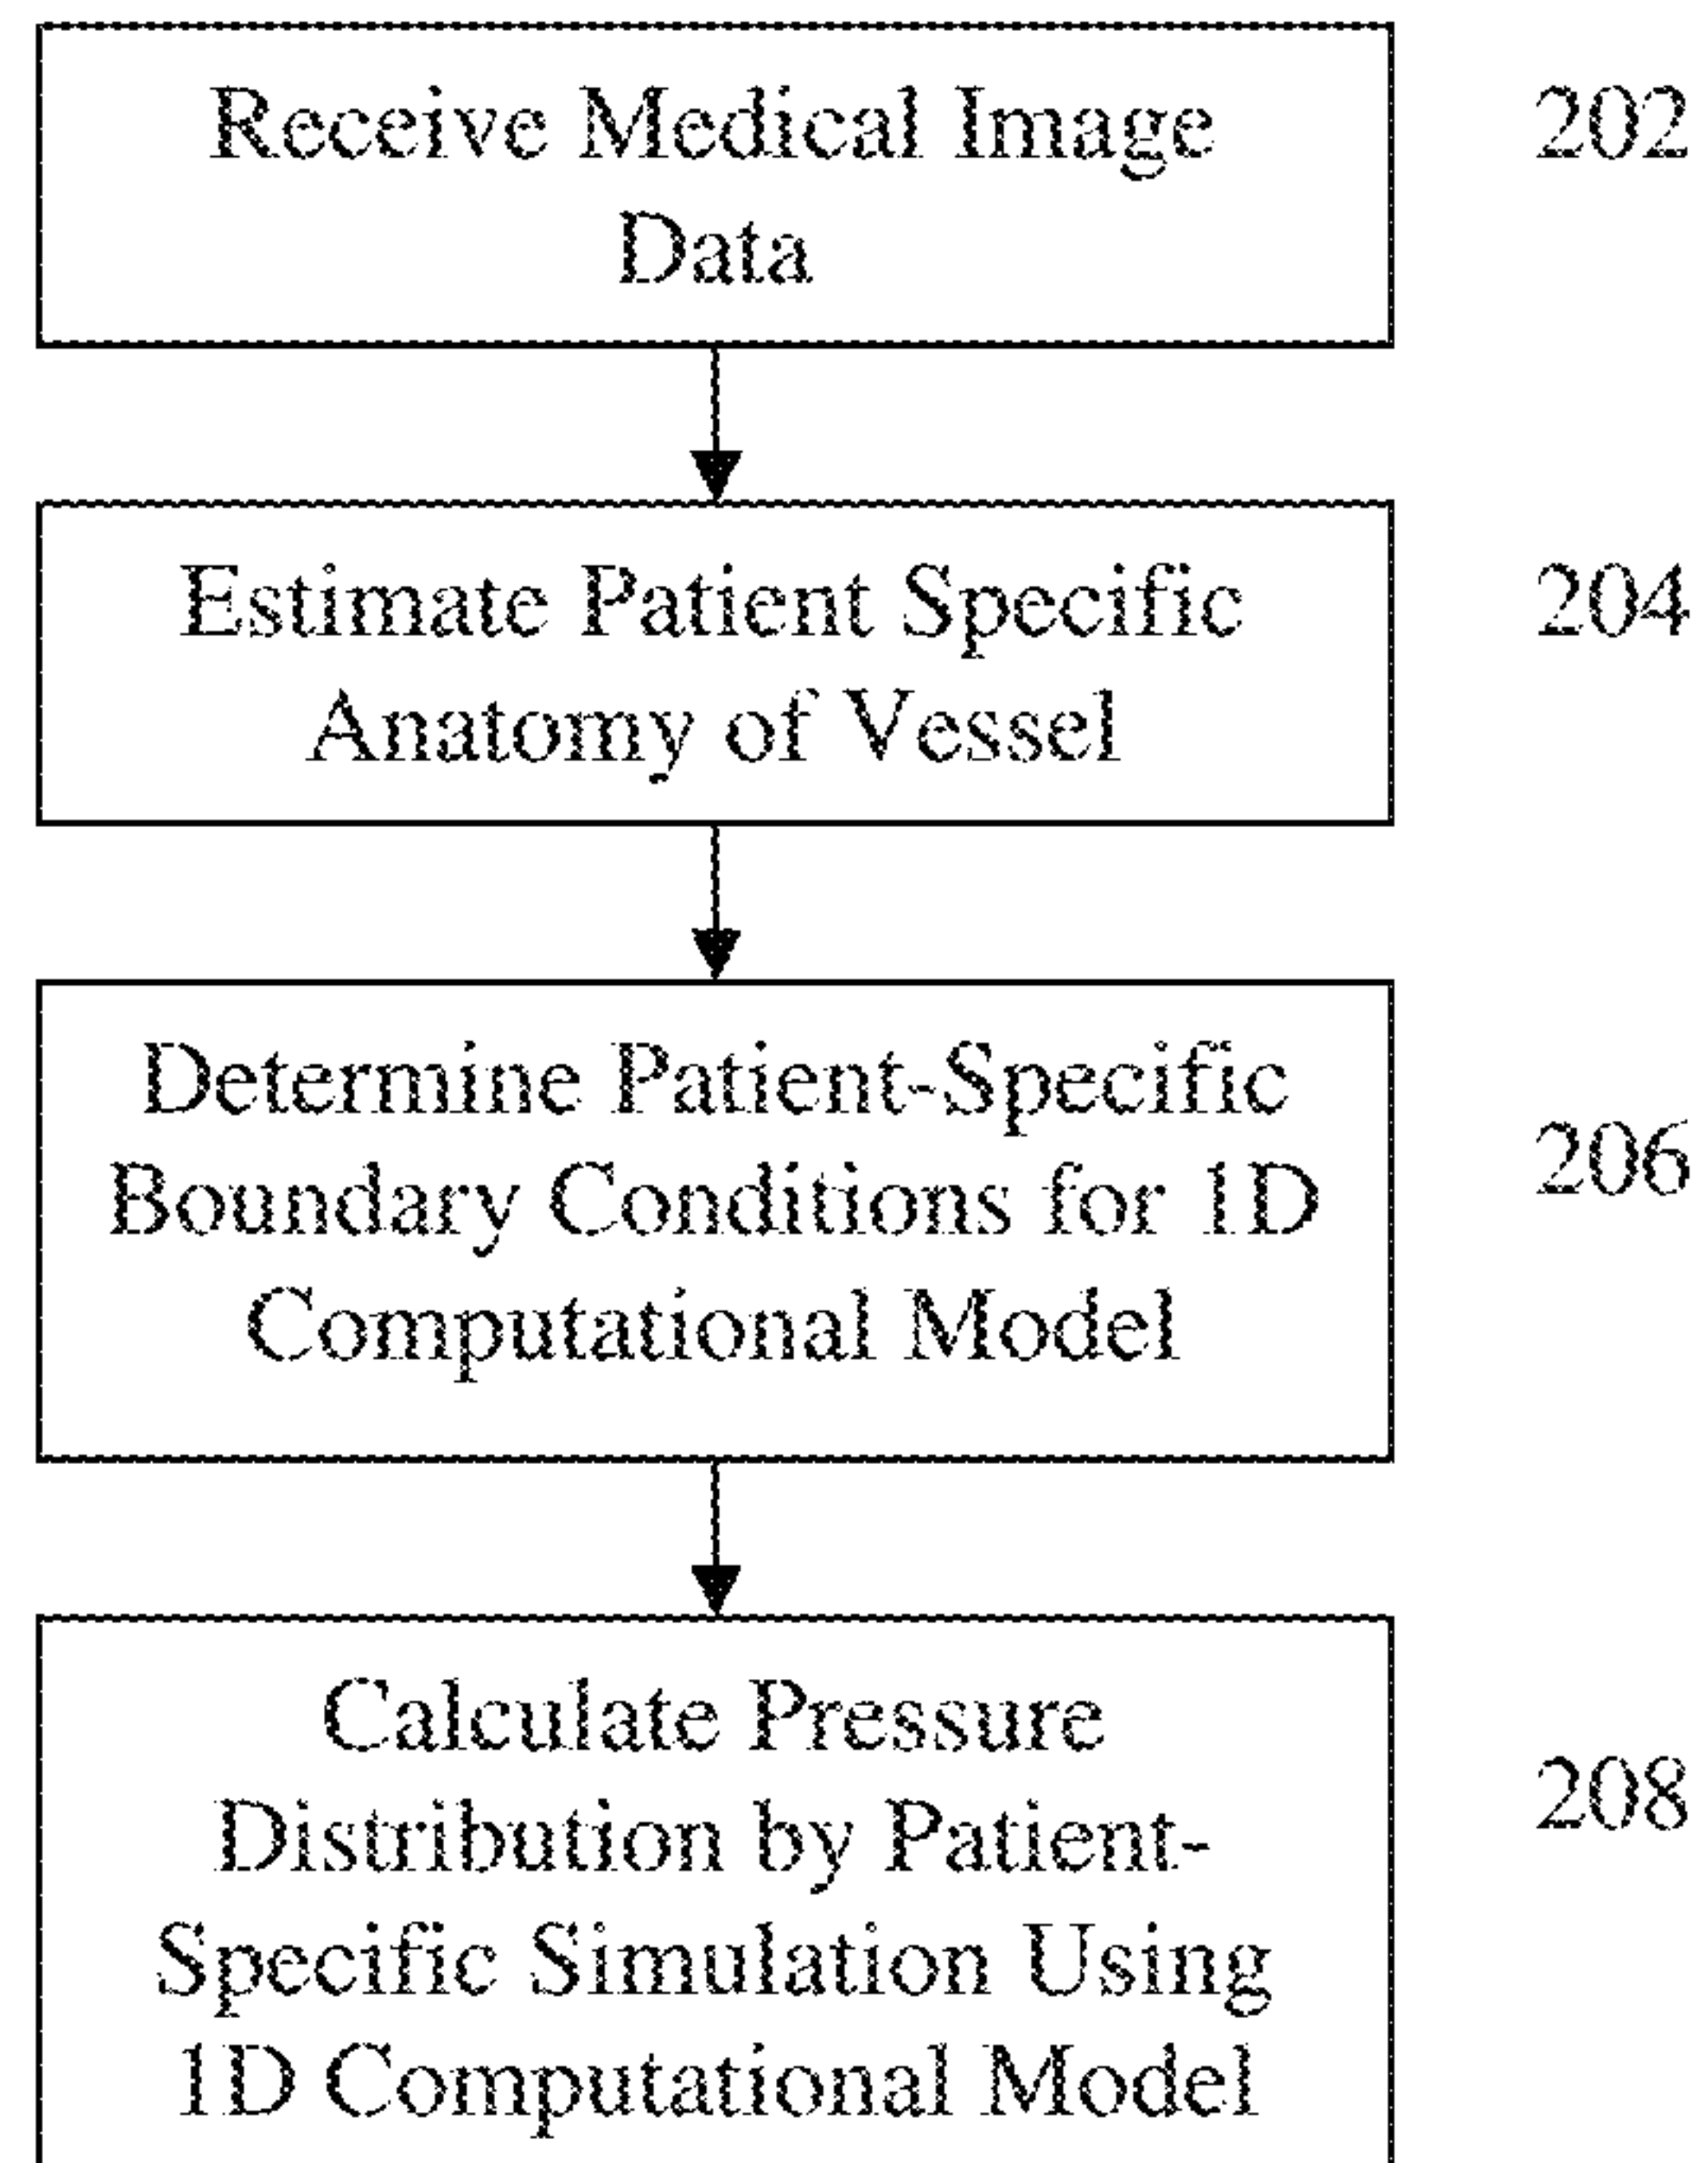 Receive Medical Image
Data
202
Estimate Patient Specific
Anatomy of Vessel
204
Determine Patient-Specific
Boundary Conditions for 1D
Computational Model
206
Calculate Pressure
Distribution by Patient-
Specific Simulation Using
1D Computational Model
208